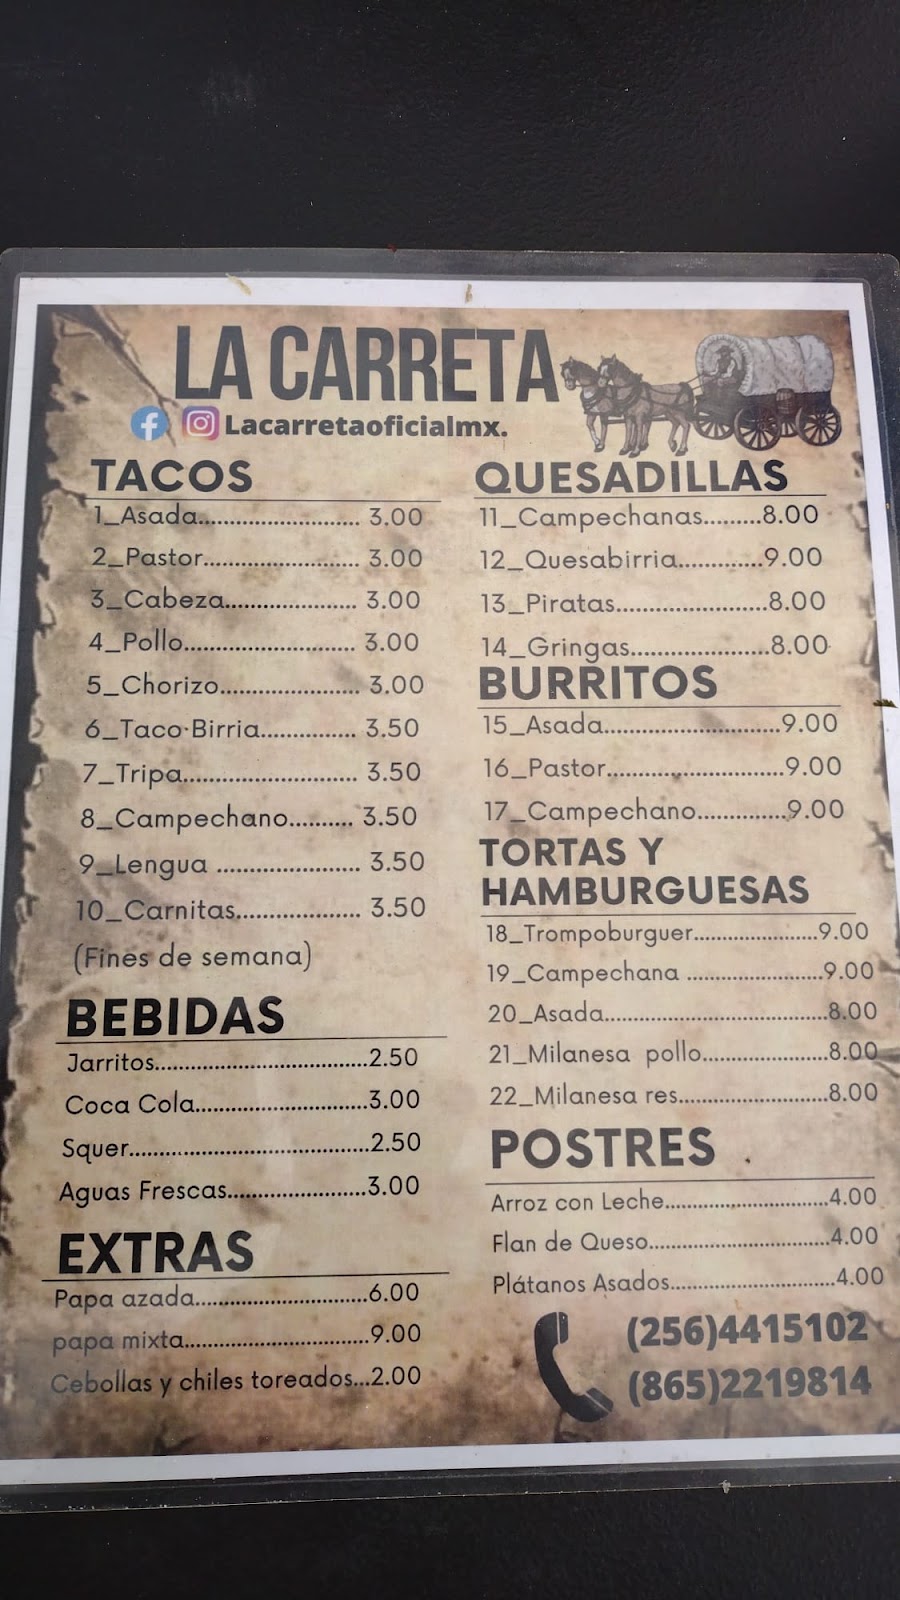 LA CARRETA
Lacarretaoficialmx.
TACOS
1_Asada........................... 3.00
2_Pastor.......................... 3.00
3_Cabeza...................... 3.00
4_Pollo............................. 3.00
5_Chorizo........................ 3.00
6_Taco Birria................ 3.50
7_Tripa.............................. 3.50
8_Campechano.......... 3.50
9_Lengua ........................ 3.50
10_Carnitas..................... 3.50
(Fines de semana)
BEBIDAS
Jarritos....................................2.50
Coca Cola.............................3.00
Squer.........................................2.50
Aguas Frescas.......................3.00
EXTRAS
Papa azada.............................6.00
papa mixta...............................9.00
Cebollas y chiles toreados...2.00
QUESADILLAS
11_Campechanas.........8.00
12_Quesabirria.............9.00
13_Piratas.......................8.00
14_Gringas.....................8.00
BURRITOS
15_Asada...........................9.00
16_Pastor...........................9.00
17_Campechano..............9.00
TORTAS Y
HAMBURGUESAS
18_Trompoburguer......................9.00
19_Campechana ........................9.00
20_Asada.......................................8.00
21_Milanesa pollo......................8.00
22_Milanesa res..........................8.00
POSTRES
Arroz con Leche.............................4.00
Flan de Queso................................4.00
Plátanos Asados.............................4.00
(256)4415102
(865)2219814